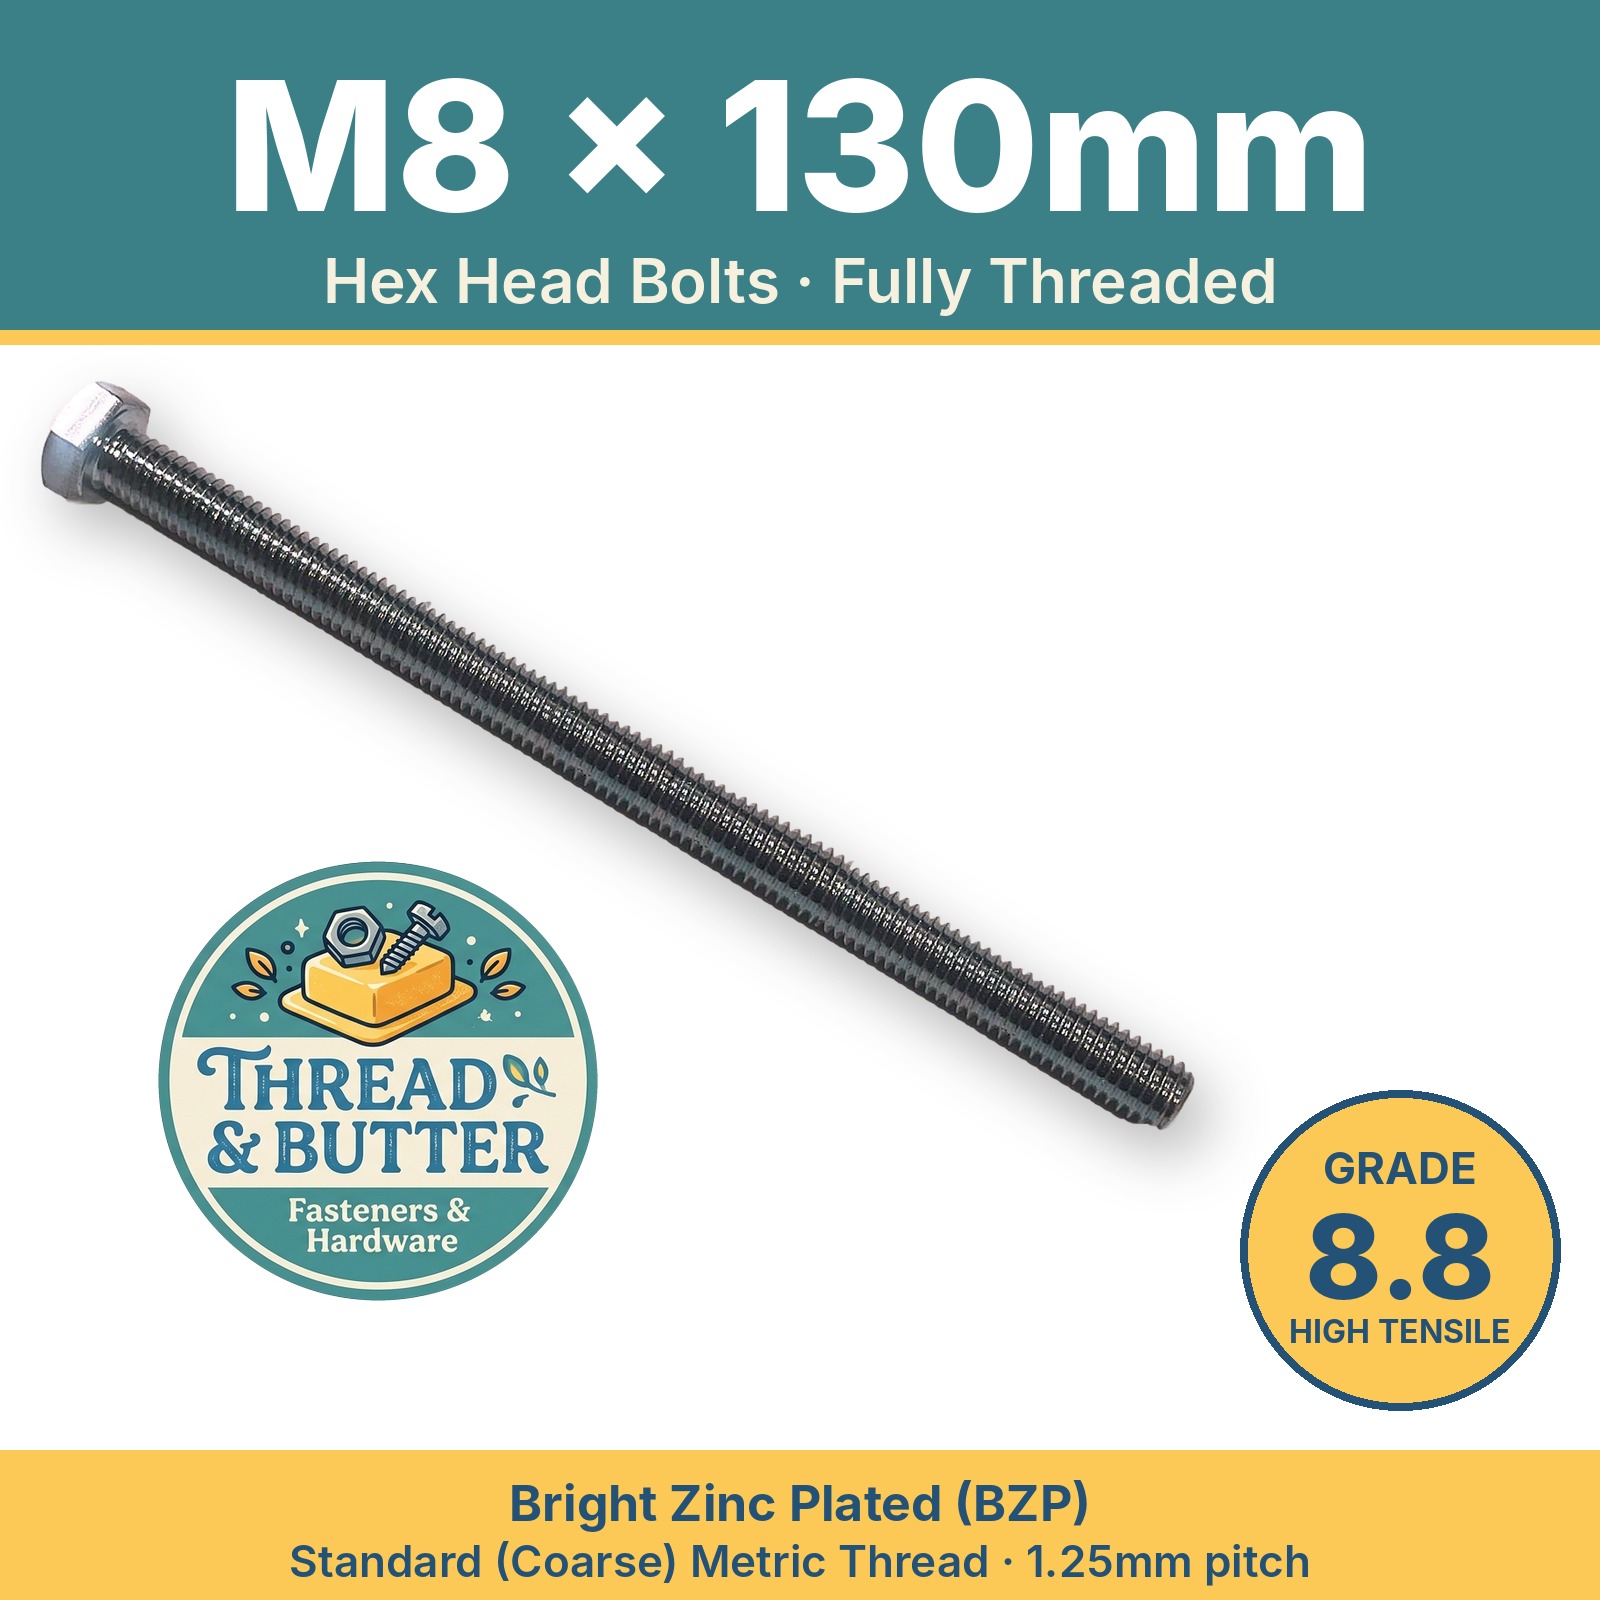 M8 × 130mm
Hex Head Bolts · Fully Threaded
THREAD
& BUTTER
Fasteners &
Hardware
GRADE
8.8
HIGH TENSILE
Bright Zinc Plated (BZP)
Standard (Coarse) Metric Thread · 1.25mm pitch